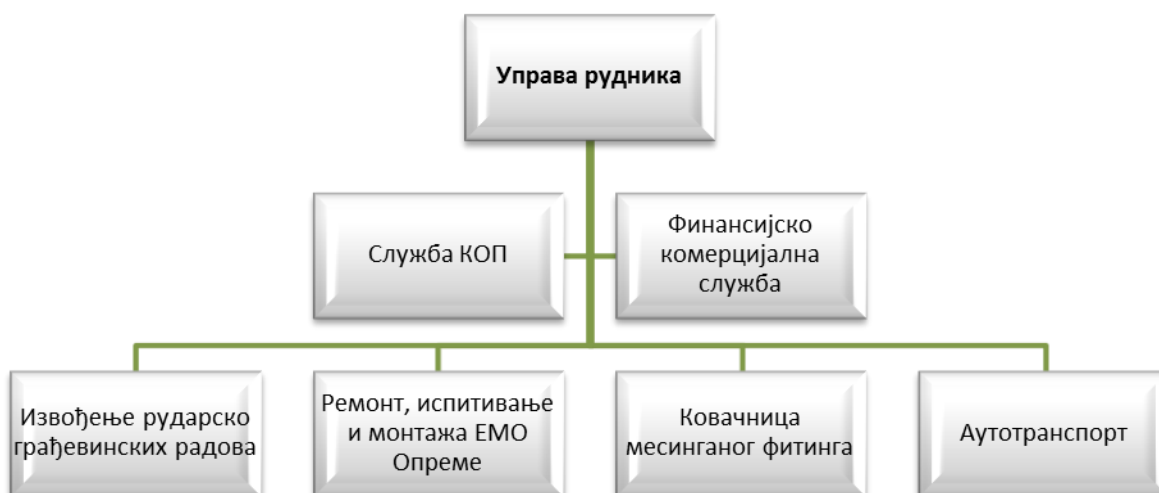 Управа рудника
Служба КОП
Финансијско
комерцијална
служба
Извођење рударско
грађевинских радова
Ремонт, испитивање
и монтажа ЕМО
Опреме
Ковачница
месинганог фитинга
Аутотранспорт